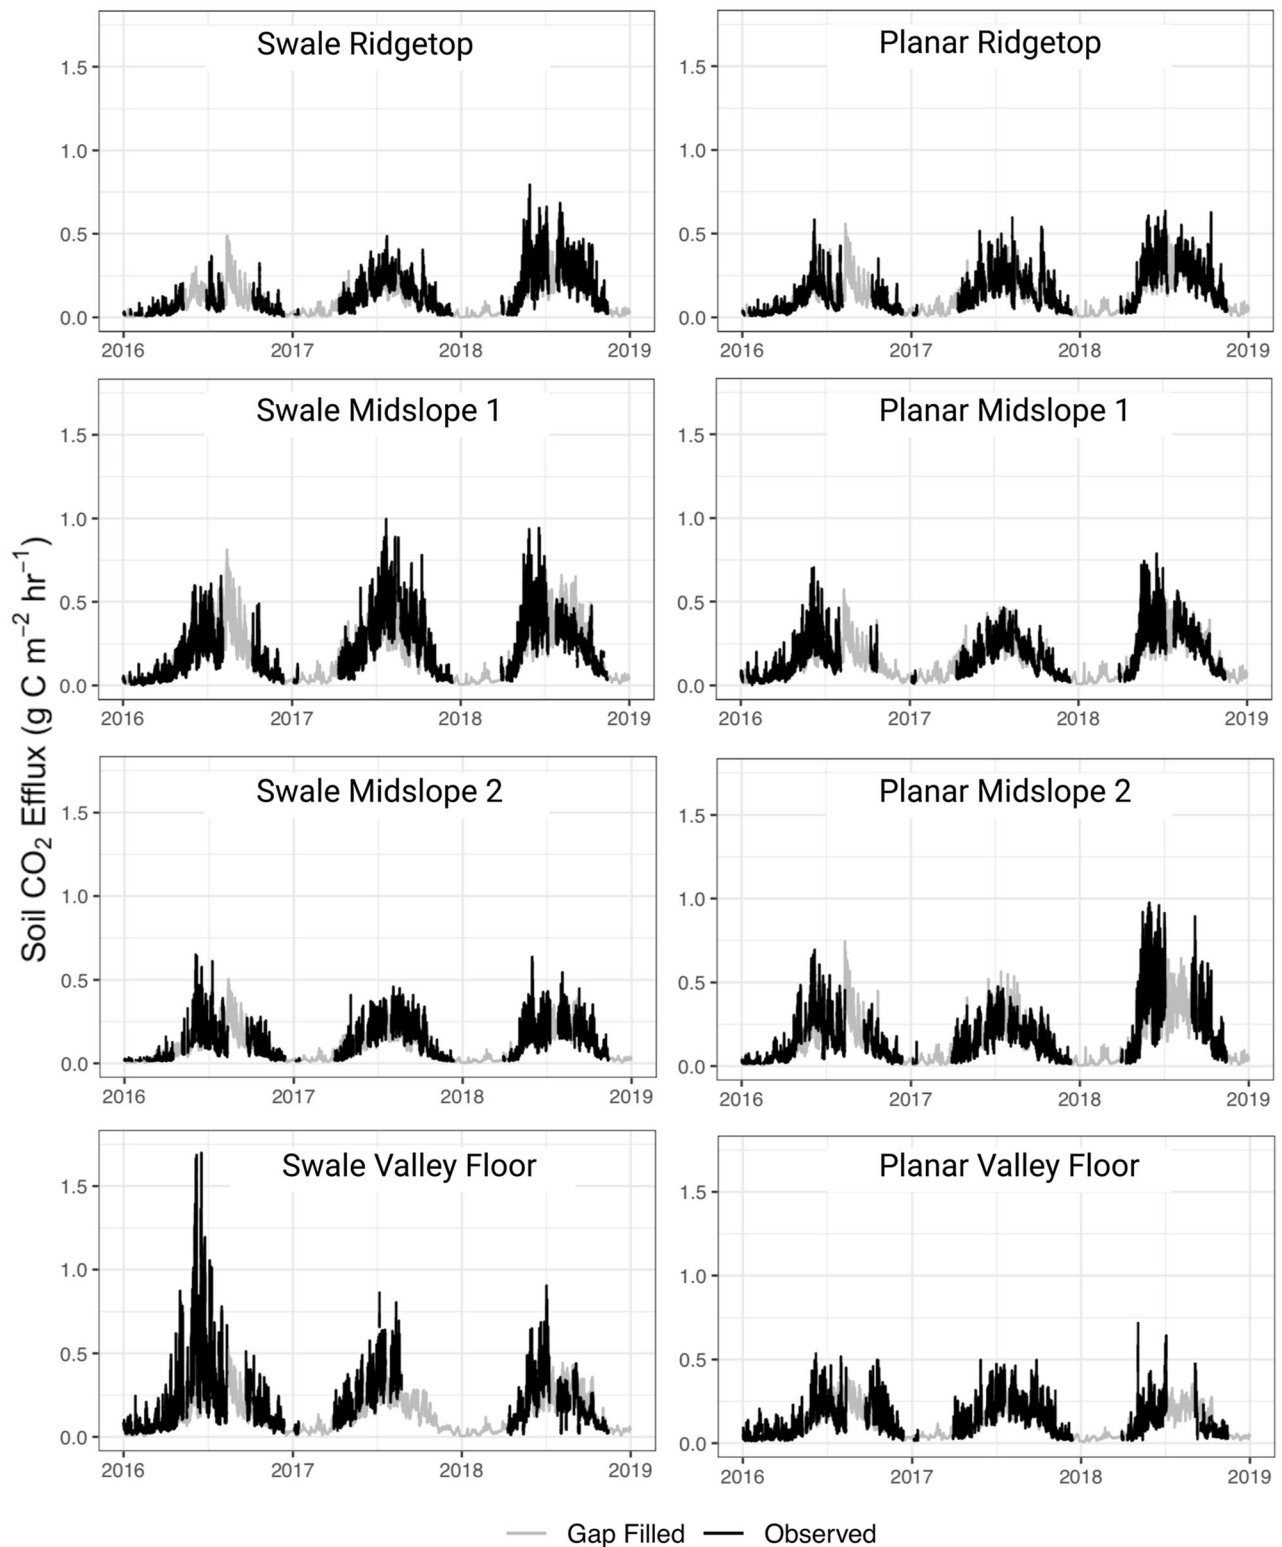 Soil CO₂ Efflux (g C m⁻² hr⁻¹)
Swale Ridgetop
1.5
1.0
0.5
0.0
2016 2017 2018 2019
Planar Ridgetop
1.5
1.0
0.5
0.0
2016 2017 2018 2019
Swale Midslope 1
1.5
1.0
0.5
0.0
2016 2017 2018 2019
Planar Midslope 1
1.5
1.0
0.5
0.0
2016 2017 2018 2019
Swale Midslope 2
1.5
1.0
0.5
0.0
2016 2017 2018 2019
Planar Midslope 2
1.5
1.0
0.5
0.0
2016 2017 2018 2019
Swale Valley Floor
1.5
1.0
0.5
0.0
2016 2017 2018 2019
Planar Valley Floor
1.5
1.0
0.5
0.0
2016 2017 2018 2019
Gap Filled Observed